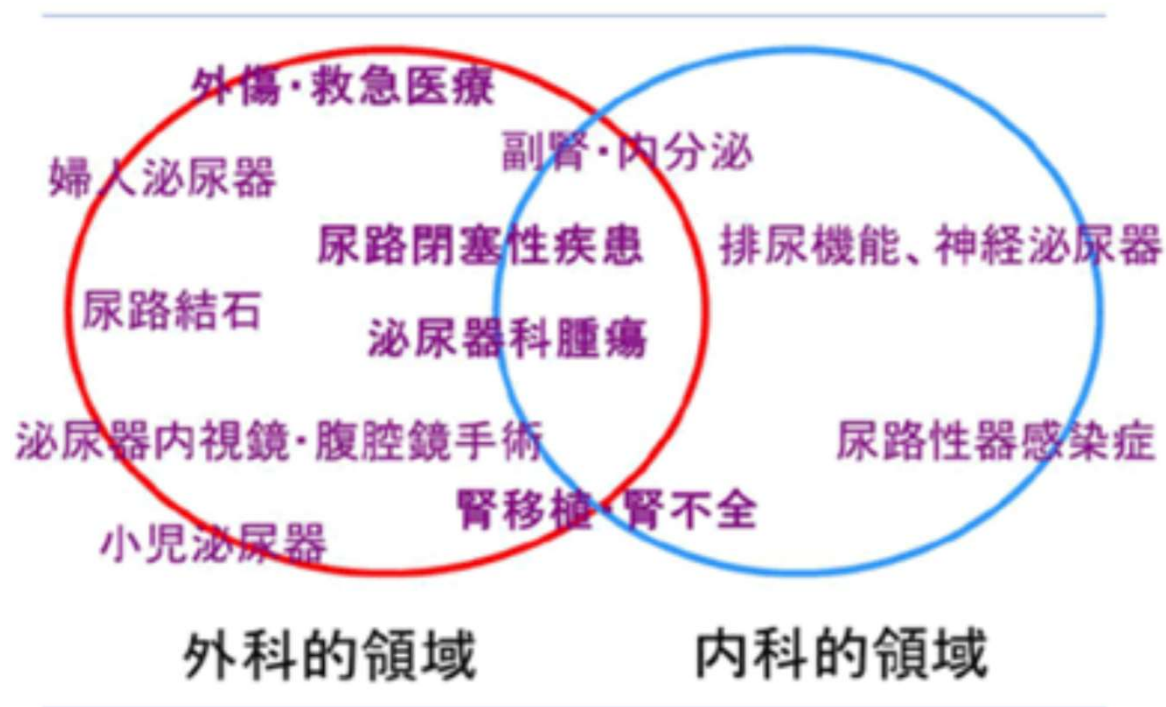 外傷・救急医療
副腎・内分泌
婦人泌尿器
尿路閉塞性疾患
排尿機能、神経泌尿器
尿路結石
泌尿器科腫瘍
泌尿器内視鏡・腹腔鏡手術
尿路性器感染症
腎移植・腎不全
小児泌尿器
外科的領域
内科的領域